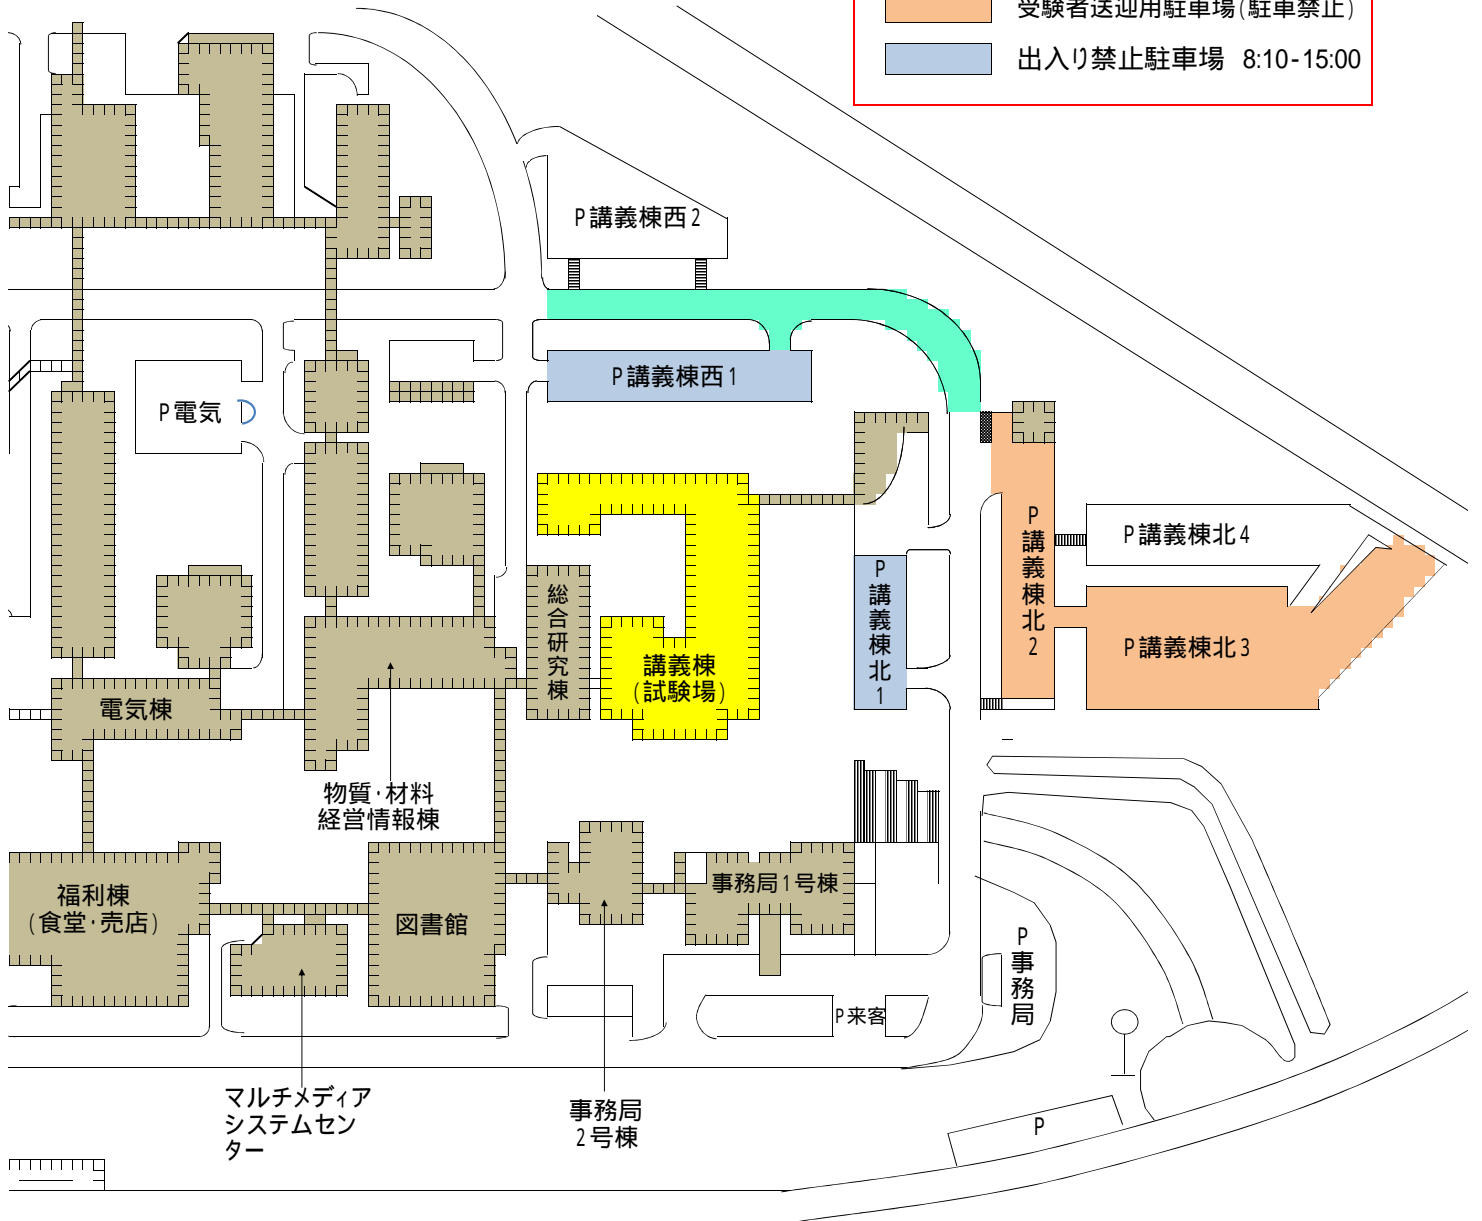 受験者送迎用駐車場(駐車禁止)
出入り禁止駐車場 8:10-15:00
P講義棟西2
P講義棟西1
P電気
P講義棟北2
P講義棟北4
P講義棟北1
P講義棟北3
総合研究棟
講義棟
(試験場)
電気棟
物質・材料
経営情報棟
福利棟
(食堂・売店)
図書館
事務局1号棟
P事務局
P来客
マルチメディア
システムセン
ター
事務局
2号棟
P